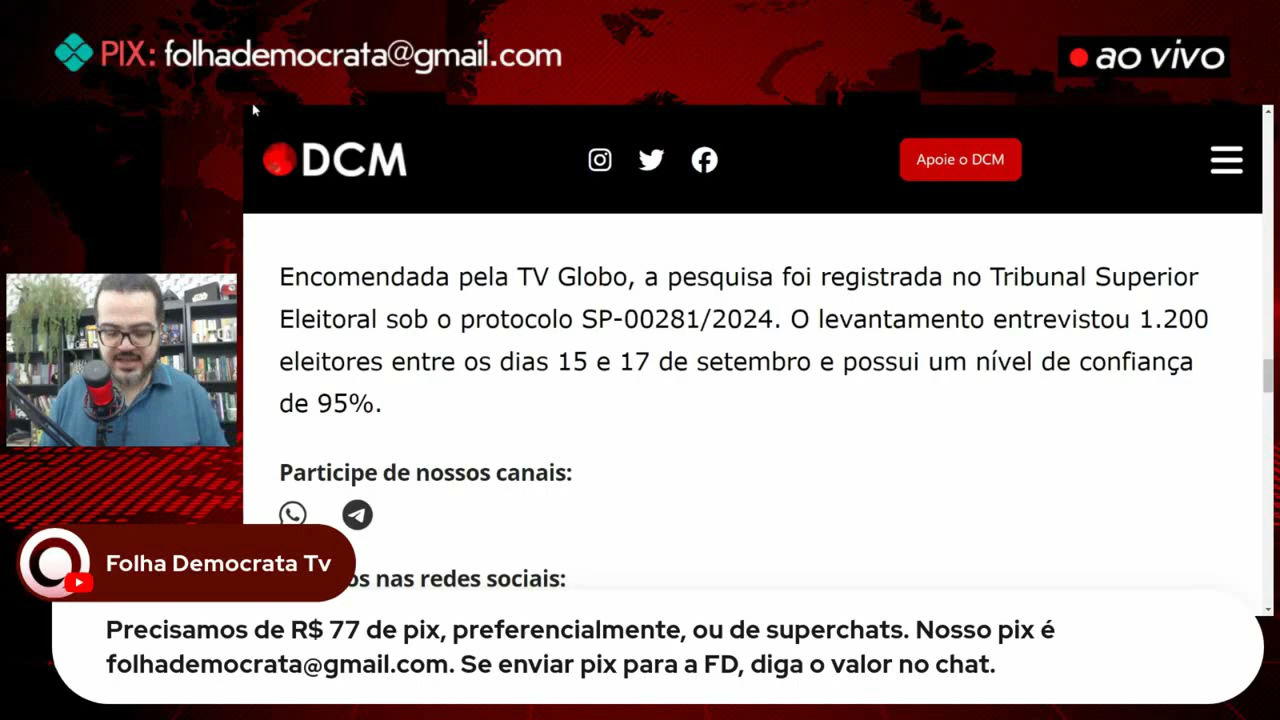 PIX: folhademocrata@gmail.com
ao vivo
DCM
Apoie o DCM
Encomendada pela TV Globo, a pesquisa foi registrada no Tribunal Superior
Eleitoral sob o protocolo SP-00281/2024. O levantamento entrevistou 1.200
eleitores entre os dias 15 e 17 de setembro e possui um nível de confiança
de 95%.
Participe de nossos canais:
os nas redes sociais:
Folha Democrata Tv
Precisamos de R$ 77 de pix, preferencialmente, ou de superchats. Nosso pix é
folhademocrata@gmail.com. Se enviar pix para a FD, diga o valor no chat.